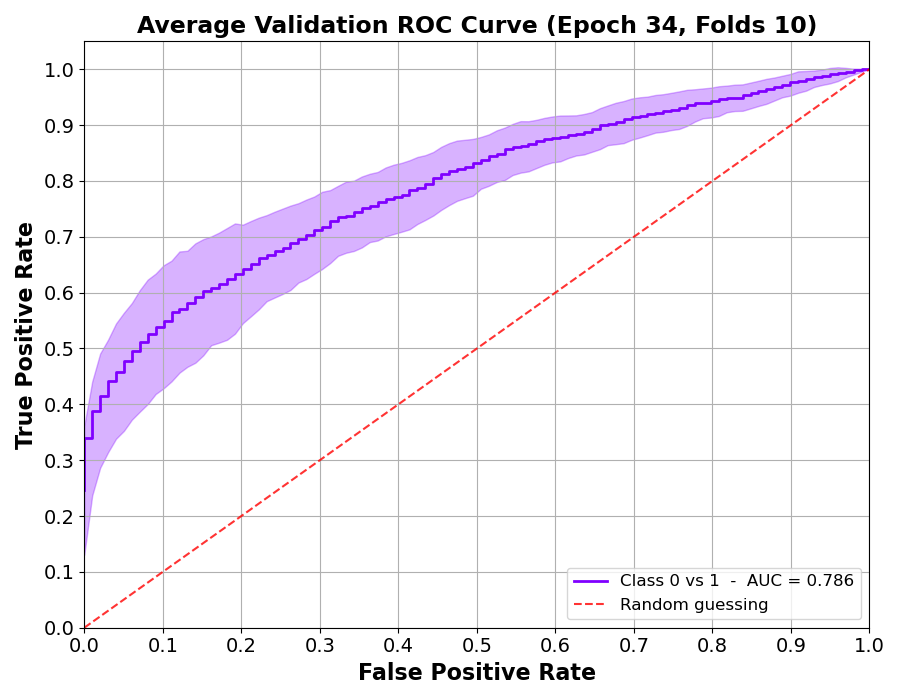 Average Validation ROC Curve (Epoch 34, Folds 10)
True Positive Rate
1.0
0.9
0.8
0.7
0.6
0.5
0.4
0.3
0.2
0.1
0.0
0.0 0.1 0.2 0.3 0.4 0.5 0.6 0.7 0.8 0.9 1.0
False Positive Rate
Class 0 vs 1 - AUC = 0.786
Random guessing